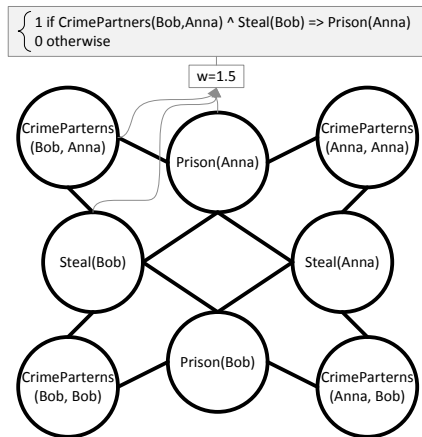 1 if CrimePartners(Bob,Anna) ^ Steal(Bob) => Prison(Anna)
0 otherwise
w=1.5
CrimeParterns
(Bob, Anna)
Prison(Anna)
CrimeParterns
(Anna, Anna)
Steal(Bob)
Steal(Anna)
CrimeParterns
(Bob, Bob)
Prison(Bob)
CrimeParterns
(Anna, Bob)